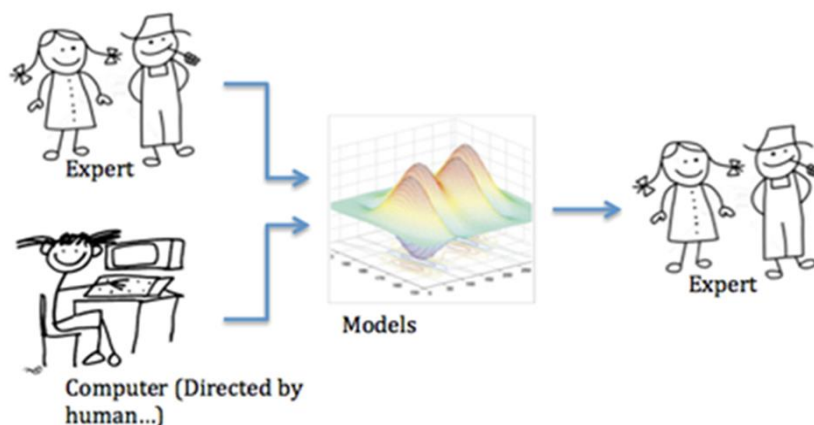 Expert
Computer (Directed by
human...)
Models
Expert